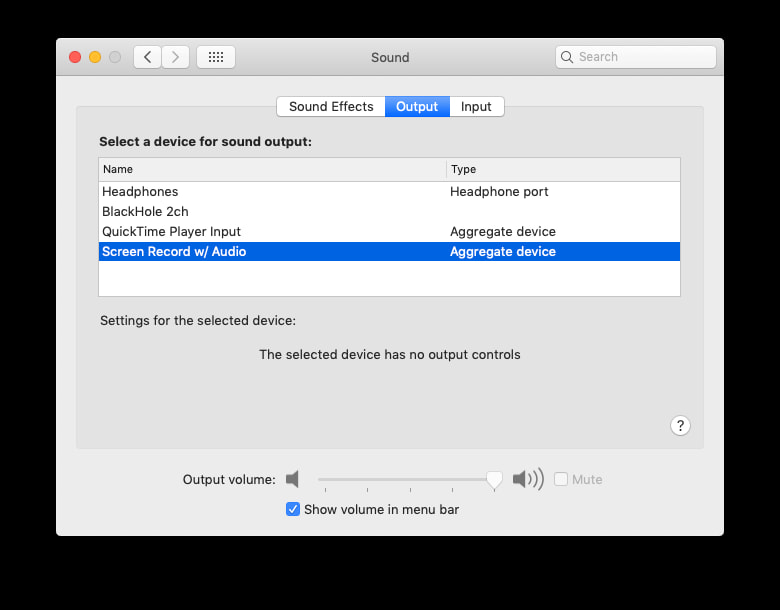 Sound
Search
Sound Effects Output Input
Select a device for sound output:
Name Type
Headphones Headphone port
BlackHole 2ch
QuickTime Player Input Aggregate device
Screen Record w/ Audio Aggregate device
Settings for the selected device:
The selected device has no output controls
?
Output volume: Mute
Show volume in menu bar